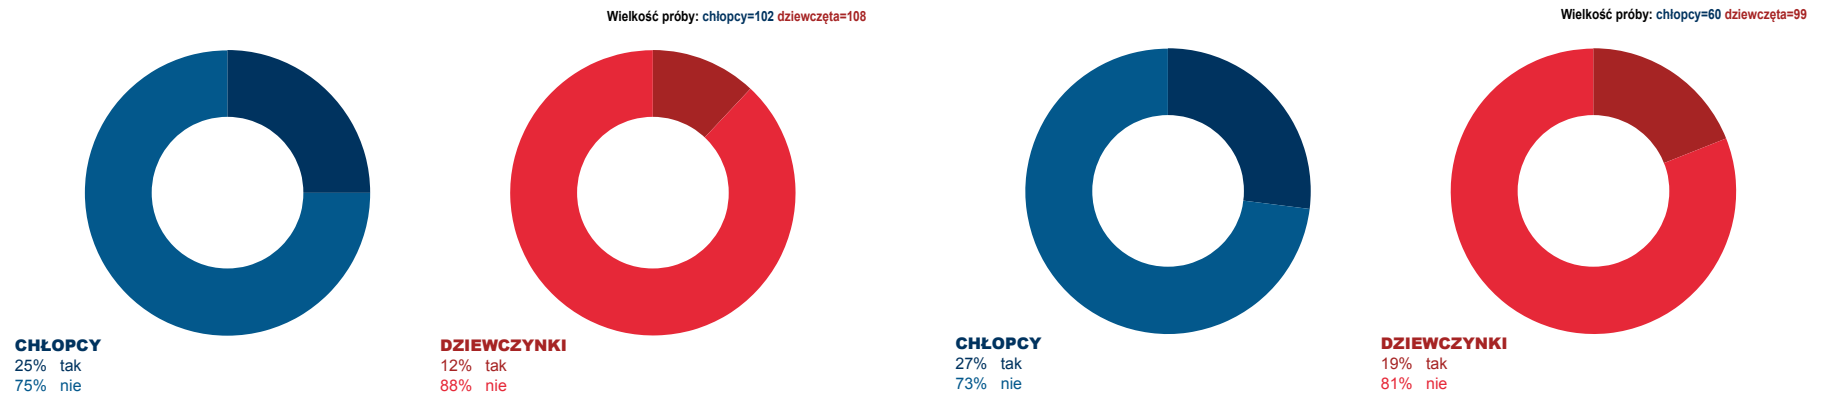 Wielkość próby: chłopcy=102 dziewczęta=108
CHŁOPCY
25% tak
75% nie
DZIEWCZYNKI
12% tak
88% nie
Wielkość próby: chłopcy=60 dziewczęta=99
CHŁOPCY
27% tak
73% nie
DZIEWCZYNKI
19% tak
81% nie